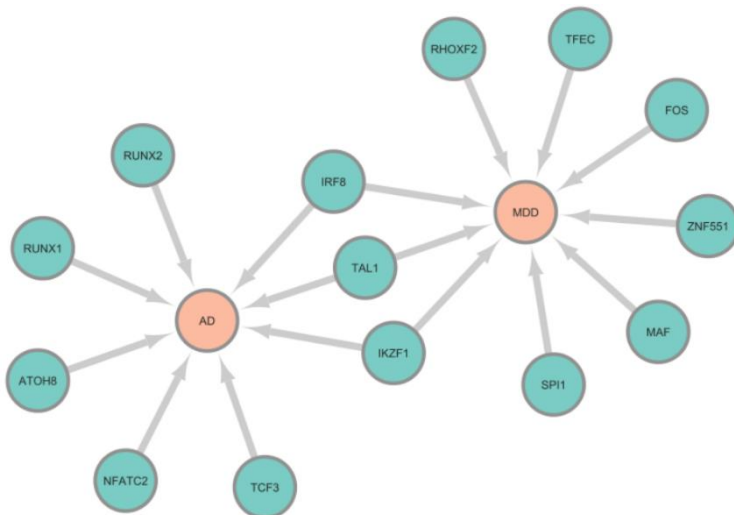 TFEC
RHOXF2
FOS
RUNX2
IRF8
MDD
ZNF551
RUNX1
TAL1
AD
MAF
IKZF1
ATOH8
SPI1
NFATC2
TCF3